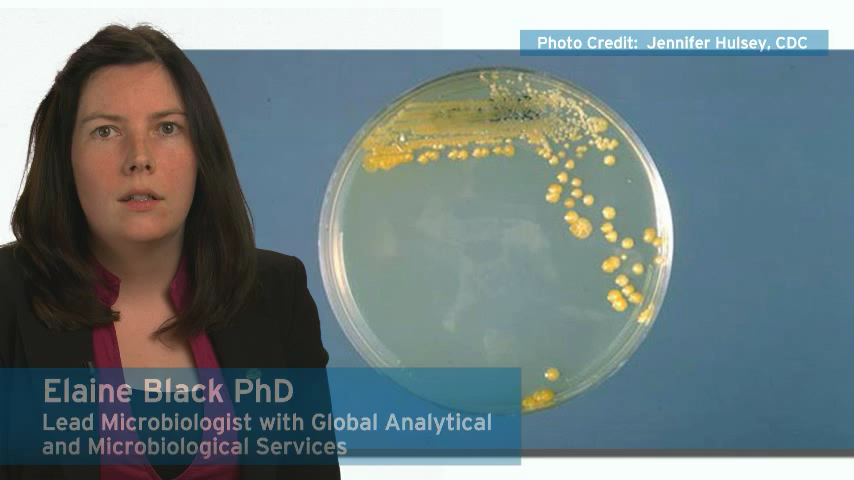 Photo Credit:  Jennifer Hulsey, CDC
Elaine Black PhD
Lead Microbiologist with Global Analytical
and Microbiological Services